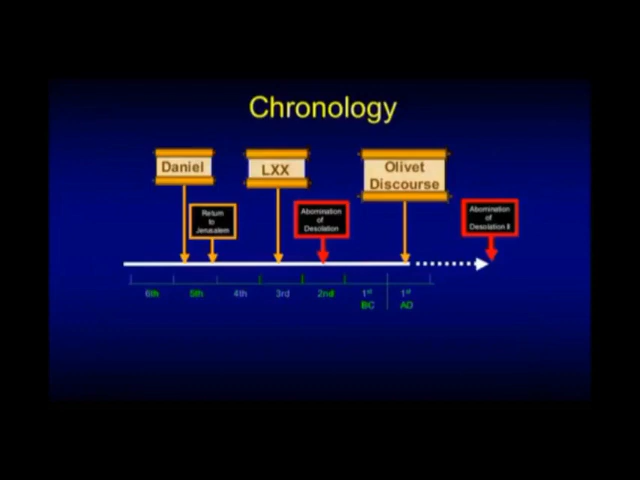 Chronology
Daniel
LXX
Olivet
Discourse
Return
to
Jerusalem
Abomination
of
Desolation
Abomination
of
Desolation II
6th 5th 4th 3rd 2nd 1st 1st
BC AD